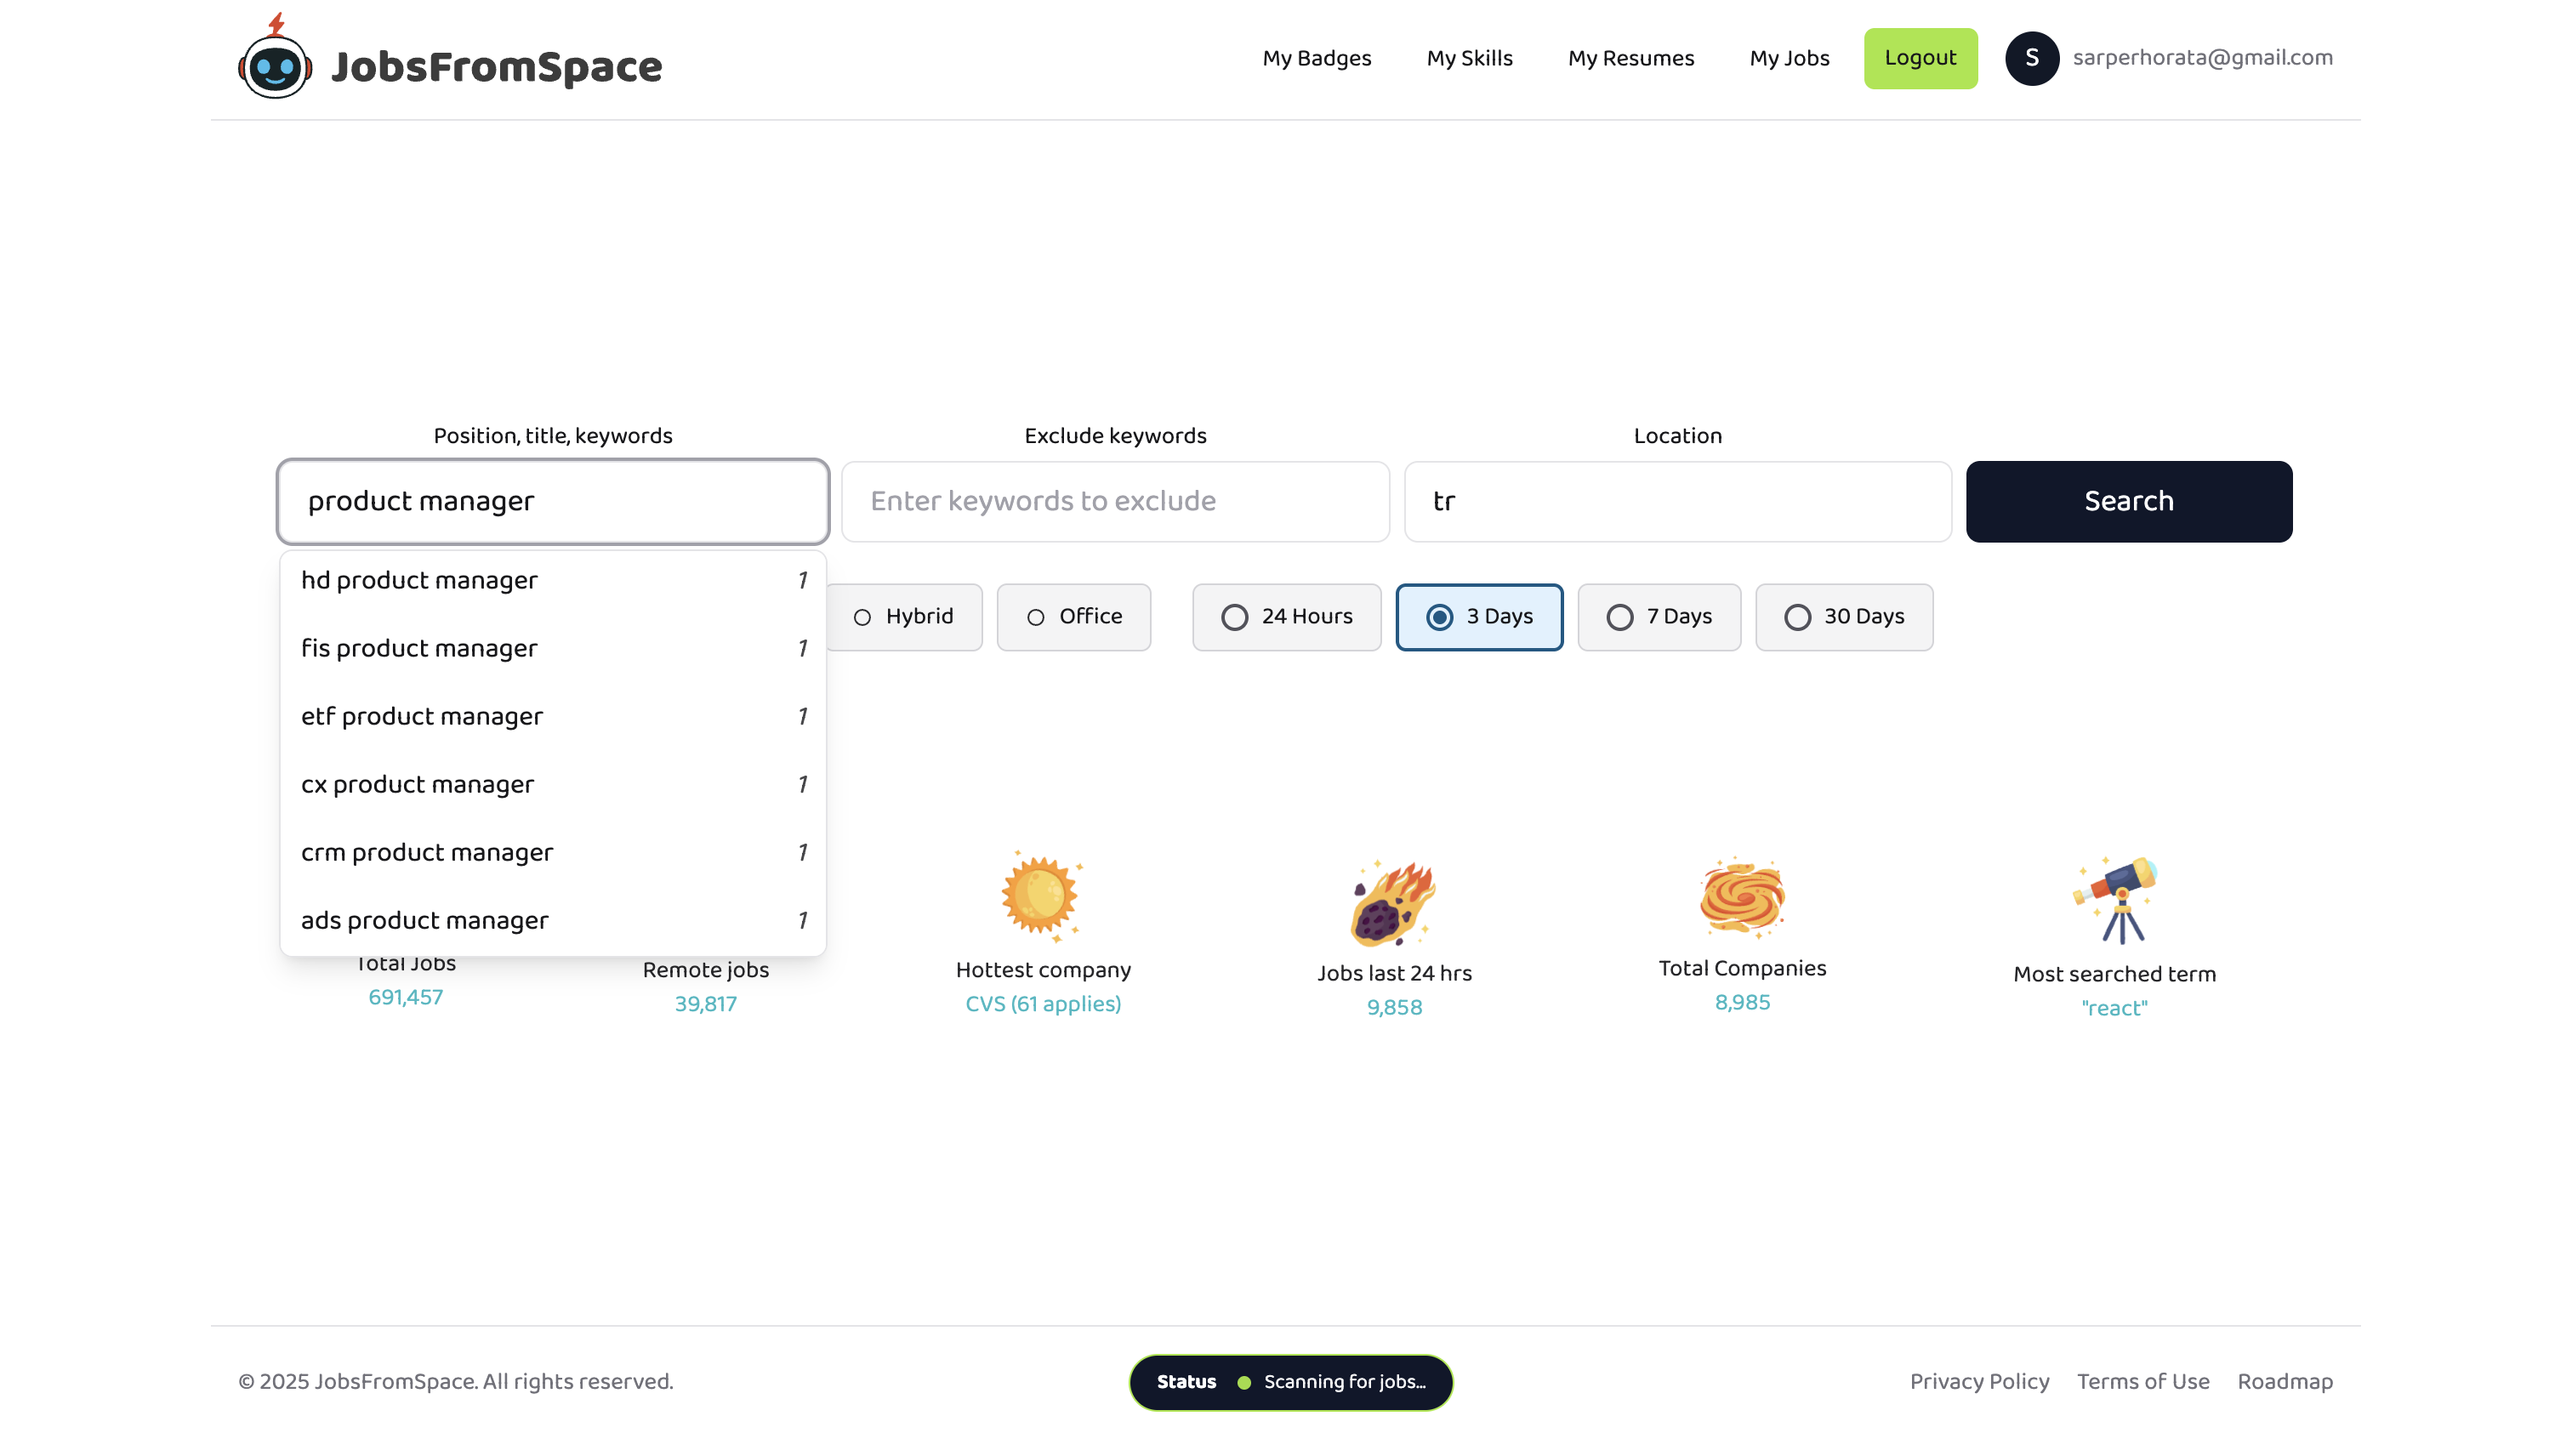 JobsFromSpace
My Badges
My Skills
My Resumes
My Jobs
Logout
S
sarperhorata@gmail.com
Position, title, keywords
Exclude keywords
Location
product manager
Enter keywords to exclude
tr
Search
hd product manager 1
fis product manager 1
etf product manager 1
cx product manager 1
crm product manager 1
ads product manager 1
Hybrid
Office
24 Hours
3 Days
7 Days
30 Days
Total Jobs
691,457
Remote jobs
39,817
Hottest company
CVS (61 applies)
Jobs last 24 hrs
9,858
Total Companies
8,985
Most searched term
"react"
© 2025 JobsFromSpace. All rights reserved.
Status Scanning for jobs...
Privacy Policy
Terms of Use
Roadmap